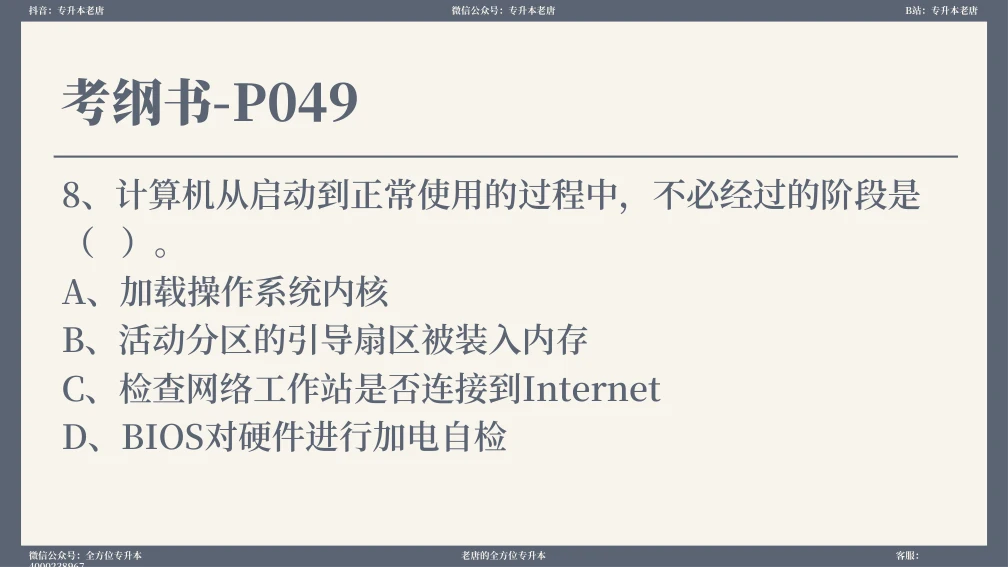 抖音：专升本老唐
微信公众号：专升本老唐
B站：专升本老唐
考纲书-P049
8、计算机从启动到正常使用的过程中，不必经过的阶段是
（  ）。
A、加载操作系统内核
B、活动分区的引导扇区被装入内存
C、检查网络工作站是否连接到Internet
D、BIOS对硬件进行加电自检
微信公众号：全方位专升本
老唐的全方位专升本
客服：
4000238967